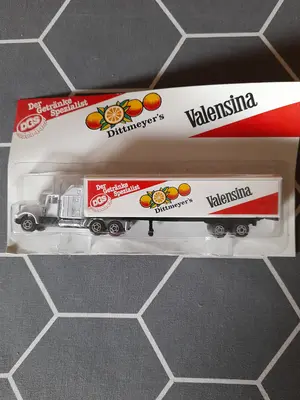 Der
Getränke
Spezialist
DGS
Dittmeyer's
Valensina
Der
Getränke
Spezialist
DGS
Dittmeyer's
Valensina